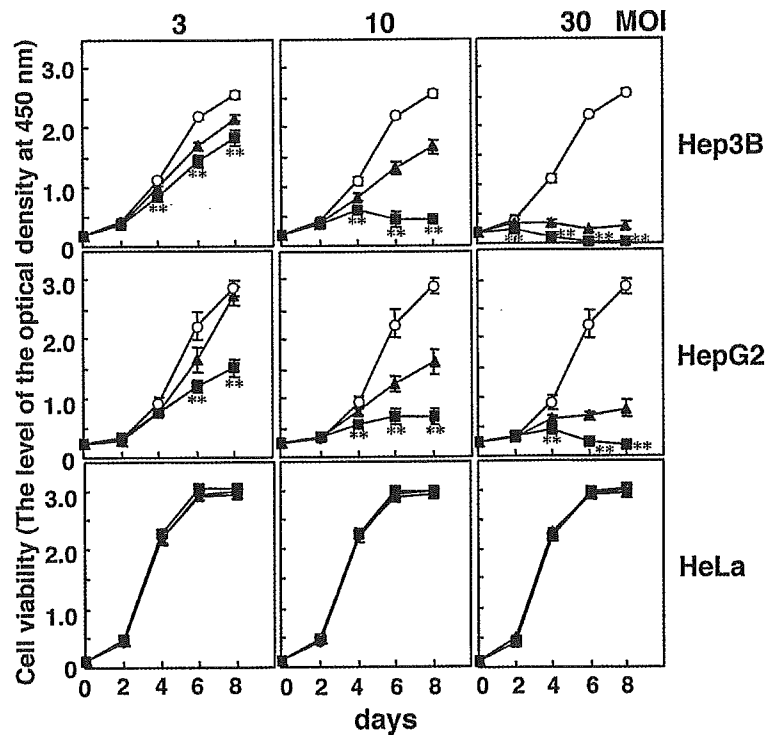 3 10 30 MOI
Cell viability (The level of the optical density at 450 nm)
3.0
2.0
1.0
0
** ** **
** ** **
** ** ** **
Hep3B
3.0
2.0
1.0
0
** **
** ** **
** ** **
HepG2
3.0
2.0
1.0
0
HeLa
0 2 4 6 8 0 2 4 6 8 0 2 4 6 8
days